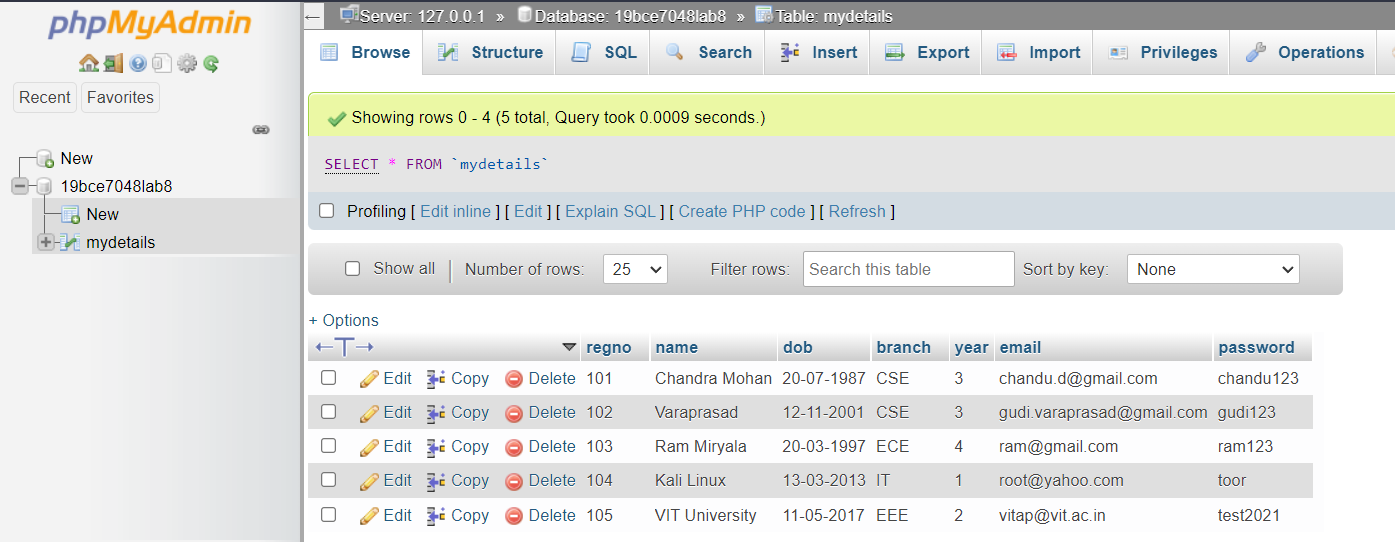 phpMyAdmin
Recent Favorites
New
19bce7048lab8
New
mydetails
Server: 127.0.0.1 » Database: 19bce7048lab8 » Table: mydetails
Browse Structure SQL Search Insert Export Import Privileges Operations
Showing rows 0 - 4 (5 total, Query took 0.0009 seconds.)
SELECT * FROM `mydetails`
Profiling [ Edit inline ] [ Edit ] [ Explain SQL ] [ Create PHP code ] [ Refresh ]
Show all | Number of rows: 25 Filter rows: Search this table Sort by key: None
+ Options
←T→ regno name dob branch year email password
Edit Copy Delete 101 Chandra Mohan 20-07-1987 CSE 3 chandu.d@gmail.com chandu123
Edit Copy Delete 102 Varaprasad 12-11-2001 CSE 3 gudi.varaprasad@gmail.com gudi123
Edit Copy Delete 103 Ram Miryala 20-03-1997 ECE 4 ram@gmail.com ram123
Edit Copy Delete 104 Kali Linux 13-03-2013 IT 1 root@yahoo.com toor
Edit Copy Delete 105 VIT University 11-05-2017 EEE 2 vitap@vit.ac.in test2021